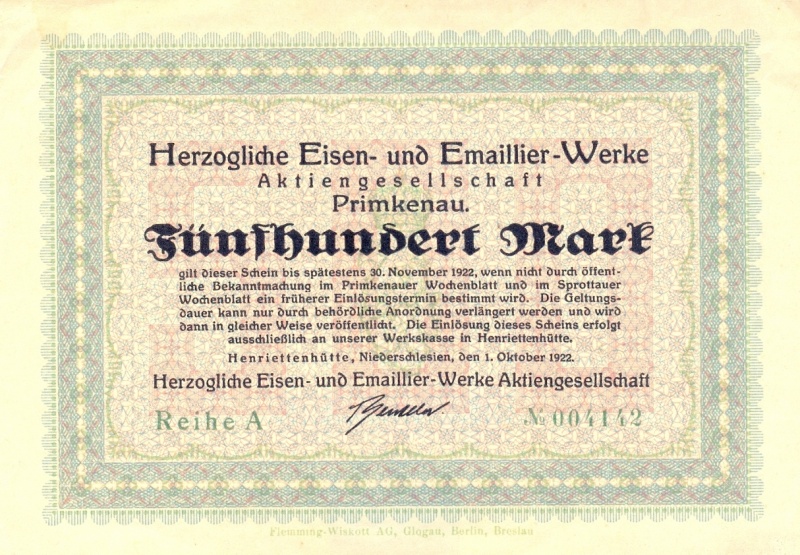 Herzogliche Eisen- und Emaillier-Werke
Aktiengesellschaft
Primkenau.
Fünfhundert Mark
gilt dieser Schein bis spätestens 30. November 1922, wenn nicht durch öffent-
liche Bekanntmachung im Primkenauer Wochenblatt und im Sprottauer
Wochenblatt ein früherer Einlösungstermin bestimmt wird. Die Geltungs-
dauer kann nur durch behördliche Anordnung verlängert werden und wird
dann in gleicher Weise veröffentlicht. Die Einlösung dieses Scheins erfolgt
ausschließlich an unserer Werkskasse in Henriettenhütte.
Henriettenhütte, Niederschlesien, den 1. Oktober 1922.
Herzogliche Eisen- und Emaillier-Werke Aktiengesellschaft
Reihe A № 004142
Flemming-Wiskott AG, Glogau, Berlin, Breslau